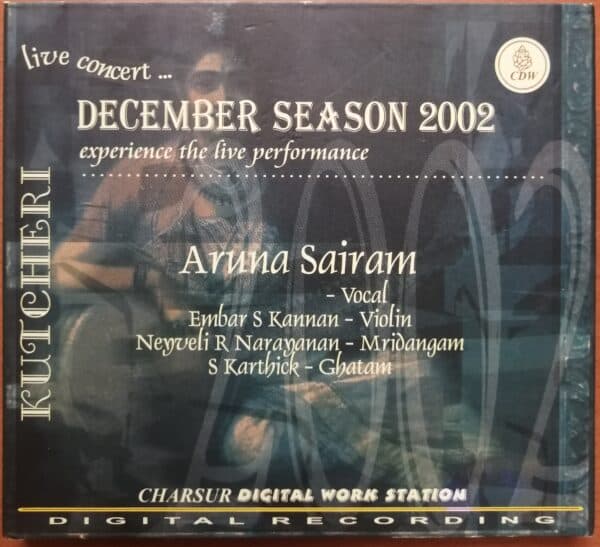 live concert ...
CDW
DECEMBER SEASON 2002
experience the live performance
KUTCHERI
2002
Aruna Sairam
- Vocal
Embar S Kannan - Violin
Neyveli R Narayanan - Mridangam
S Karthick - Ghatam
CHARSUR DIGITAL WORK STATION
DIGITAL RECORDING